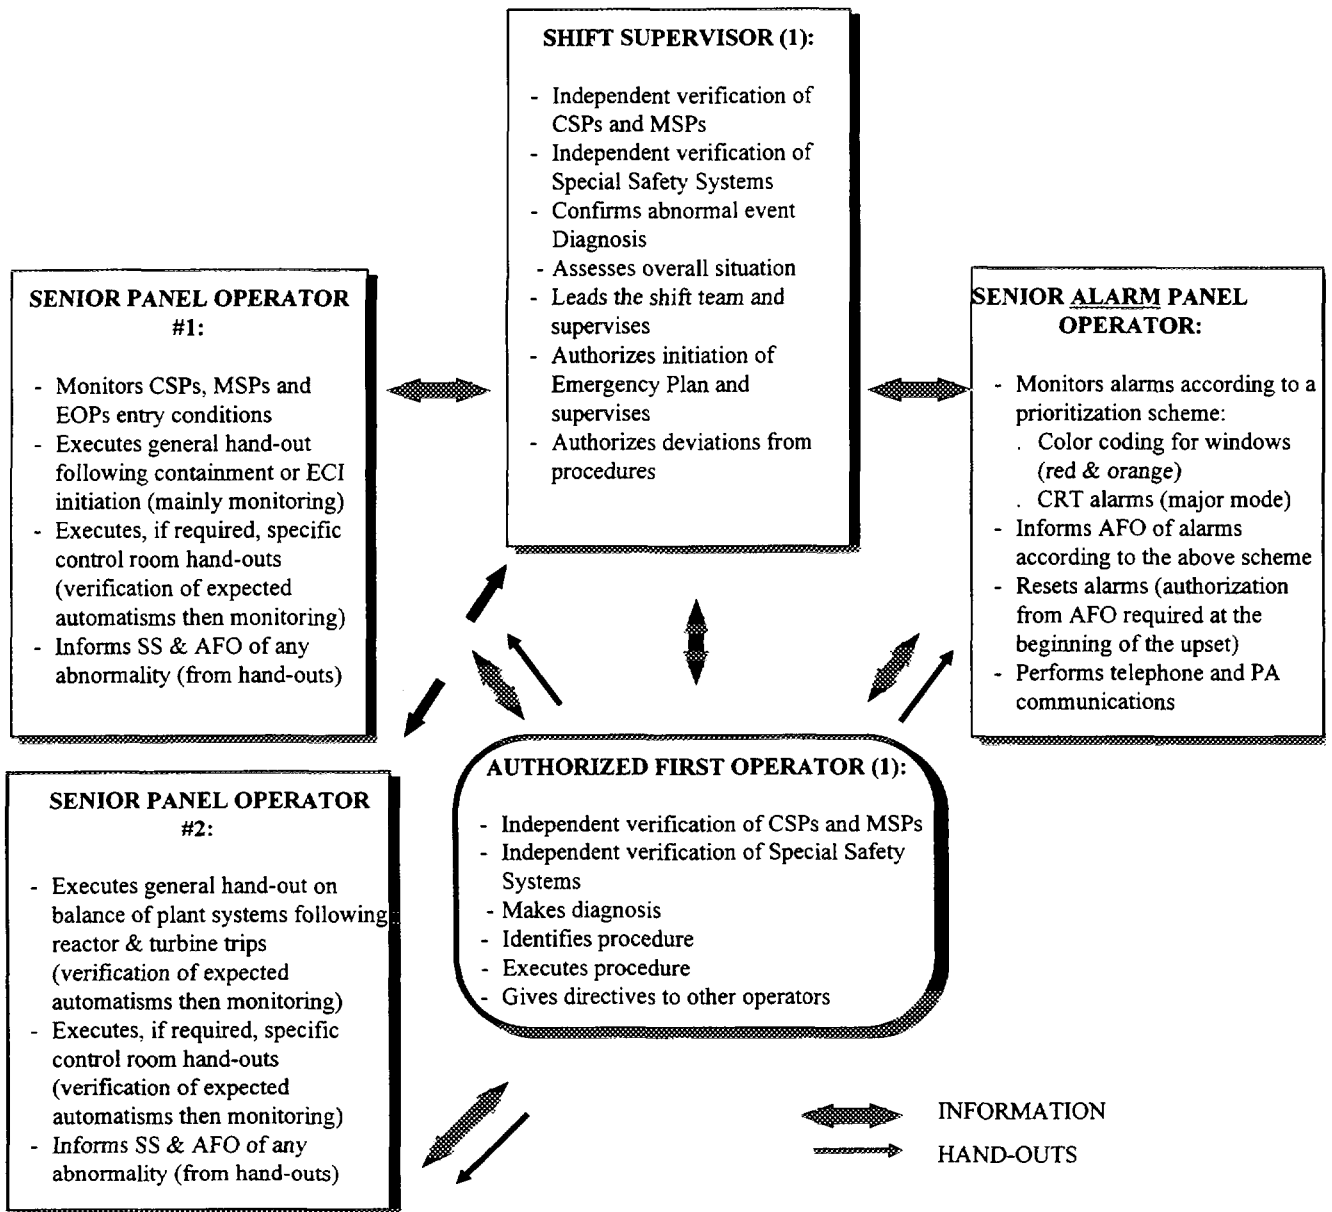 SHIFT SUPERVISOR (1):
- Independent verification of
CSPs and MSPs
- Independent verification of
Special Safety Systems
- Confirms abnormal event
Diagnosis
- Assesses overall situation
- Leads the shift team and
supervises
- Authorizes initiation of
Emergency Plan and
supervises
- Authorizes deviations from
procedures
SENIOR PANEL OPERATOR
#1:
- Monitors CSPs, MSPs and
EOPs entry conditions
- Executes general hand-out
following containment or ECI
initiation (mainly monitoring)
- Executes, if required, specific
control room hand-outs
(verification of expected
automatisms then monitoring)
- Informs SS & AFO of any
abnormality (from hand-outs)
SENIOR ALARM PANEL
OPERATOR:
- Monitors alarms according to a
prioritization scheme:
. Color coding for windows
(red & orange)
. CRT alarms (major mode)
- Informs AFO of alarms
according to the above scheme
- Resets alarms (authorization
from AFO required at the
beginning of the upset)
- Performs telephone and PA
communications
AUTHORIZED FIRST OPERATOR (1):
- Independent verification of CSPs and MSPs
- Independent verification of Special Safety
Systems
- Makes diagnosis
- Identifies procedure
- Executes procedure
- Gives directives to other operators
SENIOR PANEL OPERATOR
#2:
- Executes general hand-out on
balance of plant systems following
reactor & turbine trips
(verification of expected
automatisms then monitoring)
- Executes, if required, specific
control room hand-outs
(verification of expected
automatisms then monitoring)
- Informs SS & AFO of any
abnormality (from hand-outs)
INFORMATION
HAND-OUTS